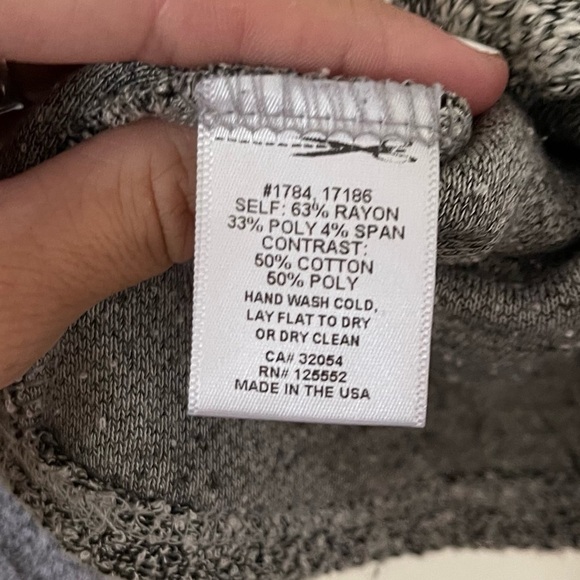 #1784, 17186
SELF: 63% RAYON
33% POLY 4% SPAN
CONTRAST:
50% COTTON
50% POLY
HAND WASH COLD,
LAY FLAT TO DRY
OR DRY CLEAN
CA# 32054
RN# 125552
MADE IN THE USA